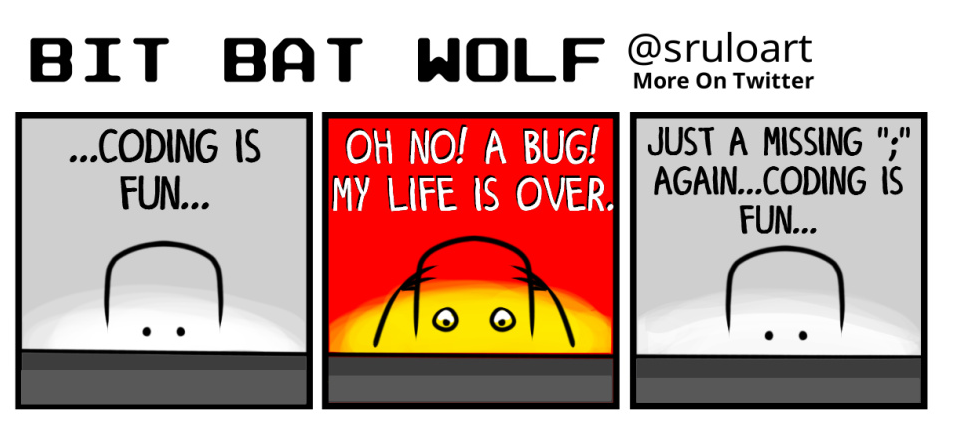 BIT BAT WOLF
@sruloart
More On Twitter
...CODING IS
FUN...
OH NO! A BUG!
MY LIFE IS OVER.
JUST A MISSING ";"
AGAIN...CODING IS
FUN...